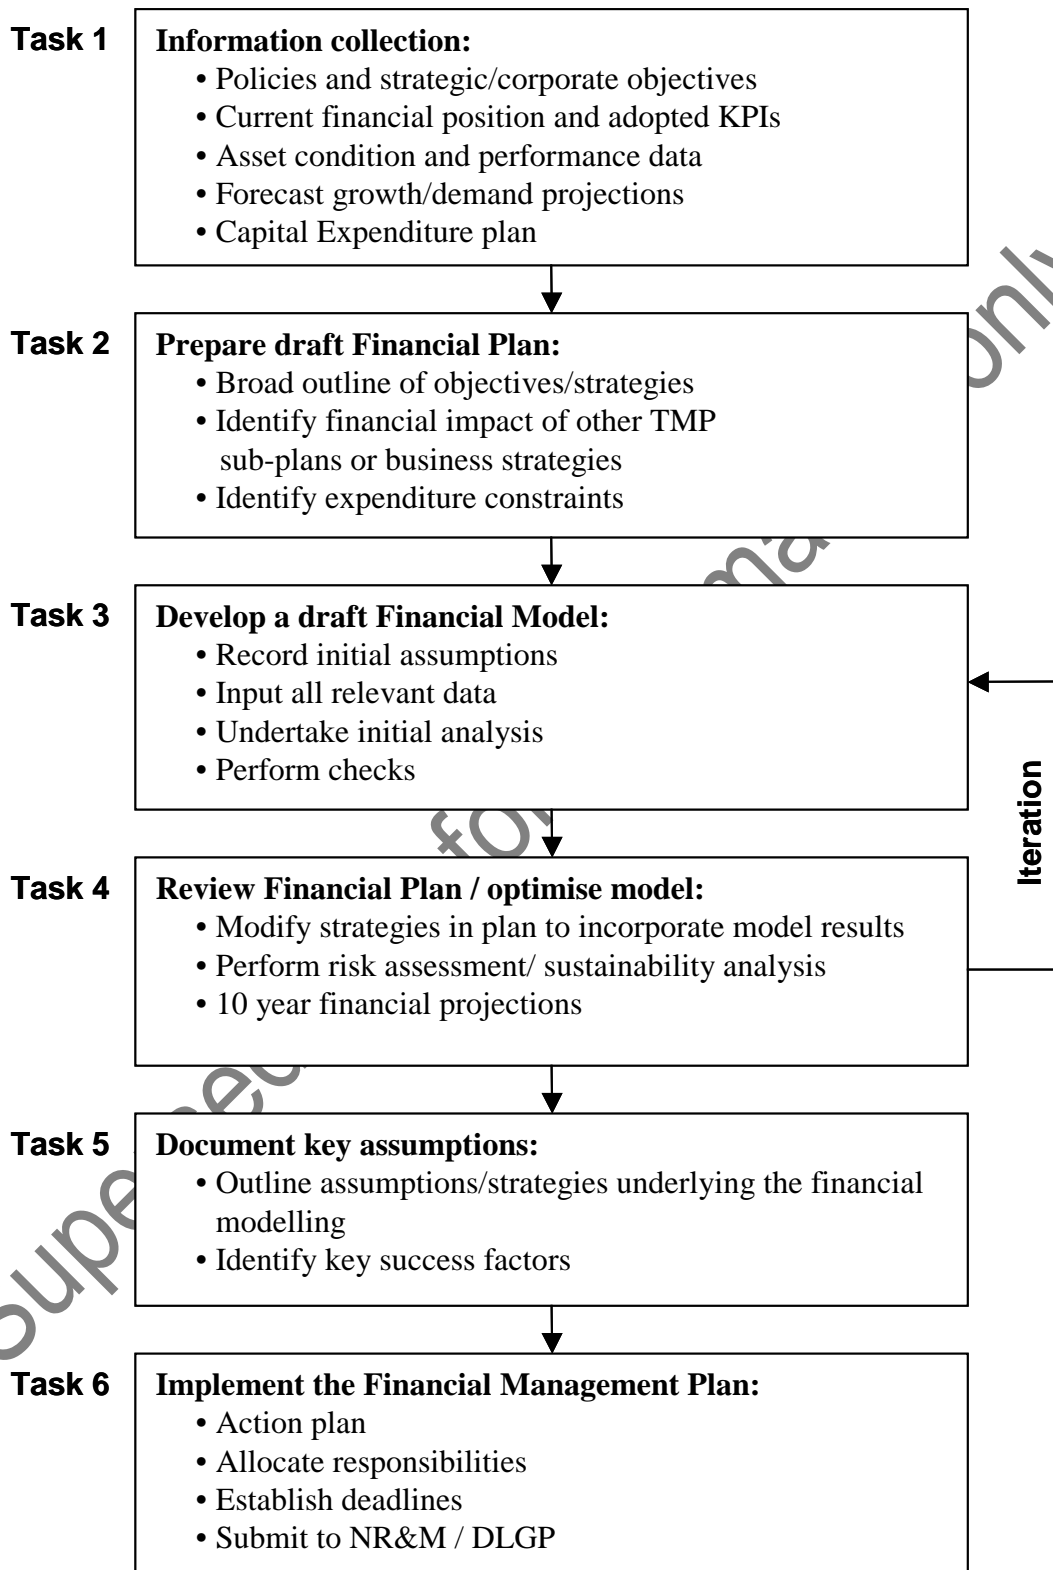 Task 1
Information collection:
• Policies and strategic/corporate objectives
• Current financial position and adopted KPIs
• Asset condition and performance data
• Forecast growth/demand projections
• Capital Expenditure plan
Task 2
Prepare draft Financial Plan:
• Broad outline of objectives/strategies
• Identify financial impact of other TMP
sub-plans or business strategies
• Identify expenditure constraints
Task 3
Develop a draft Financial Model:
• Record initial assumptions
• Input all relevant data
• Undertake initial analysis
• Perform checks
Iteration
Task 4
Review Financial Plan / optimise model:
• Modify strategies in plan to incorporate model results
• Perform risk assessment/ sustainability analysis
• 10 year financial projections
Task 5
Document key assumptions:
• Outline assumptions/strategies underlying the financial
modelling
• Identify key success factors
Task 6
Implement the Financial Management Plan:
• Action plan
• Allocate responsibilities
• Establish deadlines
• Submit to NR&M / DLGP